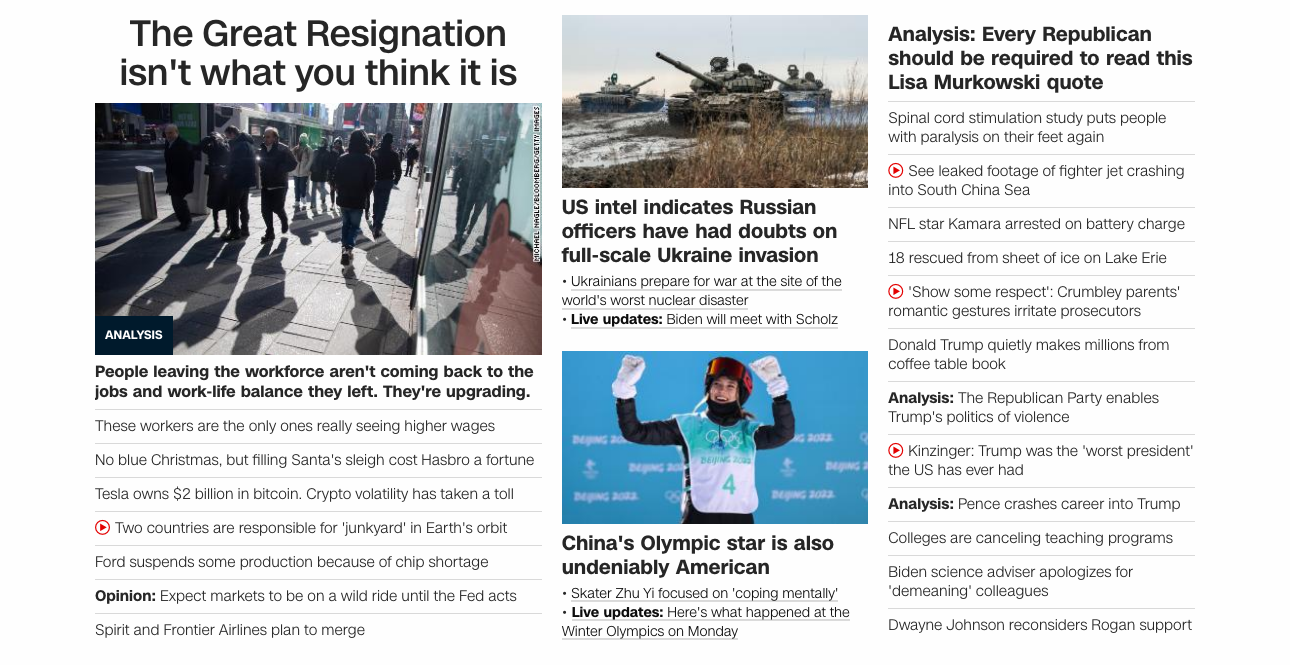 The Great Resignation
isn't what you think it is
MICHAEL NAGLE/BLOOMBERG/GETTY IMAGES
ANALYSIS
People leaving the workforce aren't coming back to the
jobs and work-life balance they left. They're upgrading.
These workers are the only ones really seeing higher wages
No blue Christmas, but filling Santa's sleigh cost Hasbro a fortune
Tesla owns $2 billion in bitcoin. Crypto volatility has taken a toll
Two countries are responsible for 'junkyard' in Earth's orbit
Ford suspends some production because of chip shortage
Opinion: Expect markets to be on a wild ride until the Fed acts
Spirit and Frontier Airlines plan to merge
US intel indicates Russian
officers have had doubts on
full-scale Ukraine invasion
• Ukrainians prepare for war at the site of the
world's worst nuclear disaster
• Live updates: Biden will meet with Scholz
BEIJING 2022
BEIJING 2022
BEIJING 2022
BEIJING 2022
4
China's Olympic star is also
undeniably American
• Skater Zhu Yi focused on 'coping mentally'
• Live updates: Here's what happened at the
Winter Olympics on Monday
Analysis: Every Republican
should be required to read this
Lisa Murkowski quote
Spinal cord stimulation study puts people
with paralysis on their feet again
See leaked footage of fighter jet crashing
into South China Sea
NFL star Kamara arrested on battery charge
18 rescued from sheet of ice on Lake Erie
'Show some respect': Crumbley parents'
romantic gestures irritate prosecutors
Donald Trump quietly makes millions from
coffee table book
Analysis: The Republican Party enables
Trump's politics of violence
Kinzinger: Trump was the 'worst president'
the US has ever had
Analysis: Pence crashes career into Trump
Colleges are canceling teaching programs
Biden science adviser apologizes for
'demeaning' colleagues
Dwayne Johnson reconsiders Rogan support